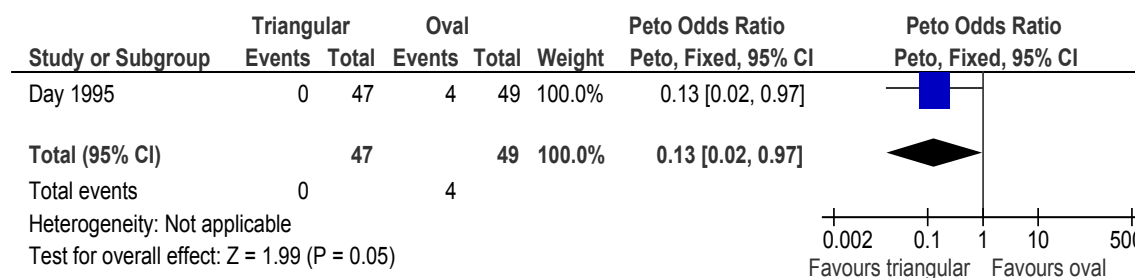 Triangular Oval Peto Odds Ratio Peto Odds Ratio
Study or Subgroup Events Total Events Total Weight Peto, Fixed, 95% CI Peto, Fixed, 95% CI
Day 1995 0 47 4 49 100.0% 0.13 [0.02, 0.97]
Total (95% CI) 47 49 100.0% 0.13 [0.02, 0.97]
Total events 0 4
Heterogeneity: Not applicable
Test for overall effect: Z = 1.99 (P = 0.05)
0.002 0.1 1 10 500
Favours triangular Favours oval